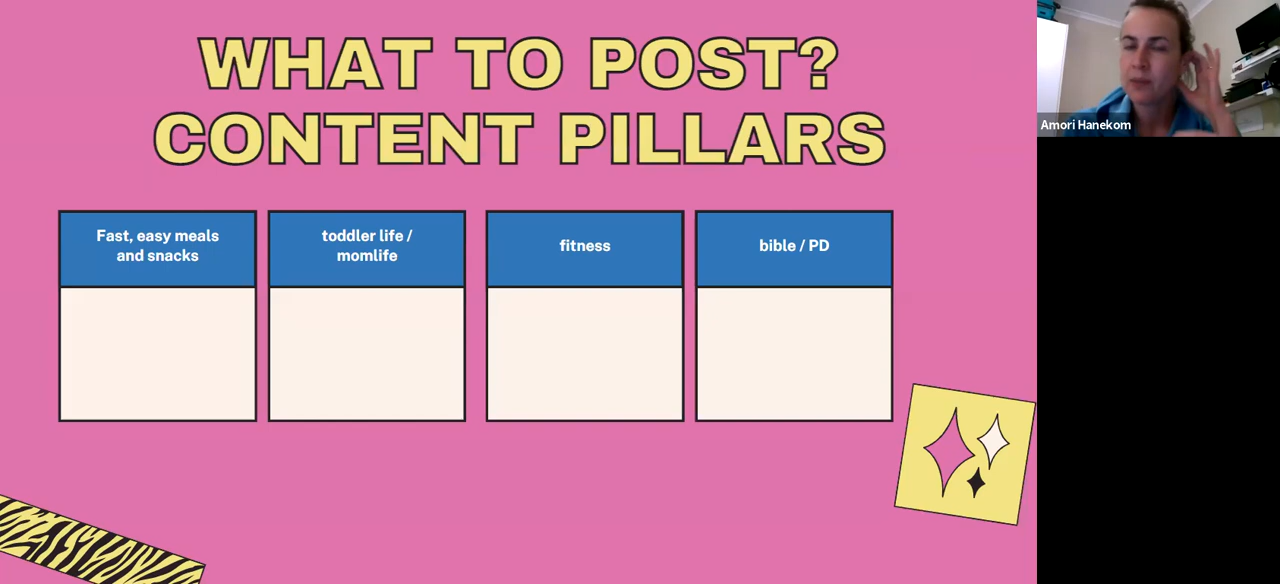 WHAT TO POST?
CONTENT PILLARS
Fast, easy meals
and snacks
toddler life /
momlife
fitness
bible / PD
Amori Hanekom